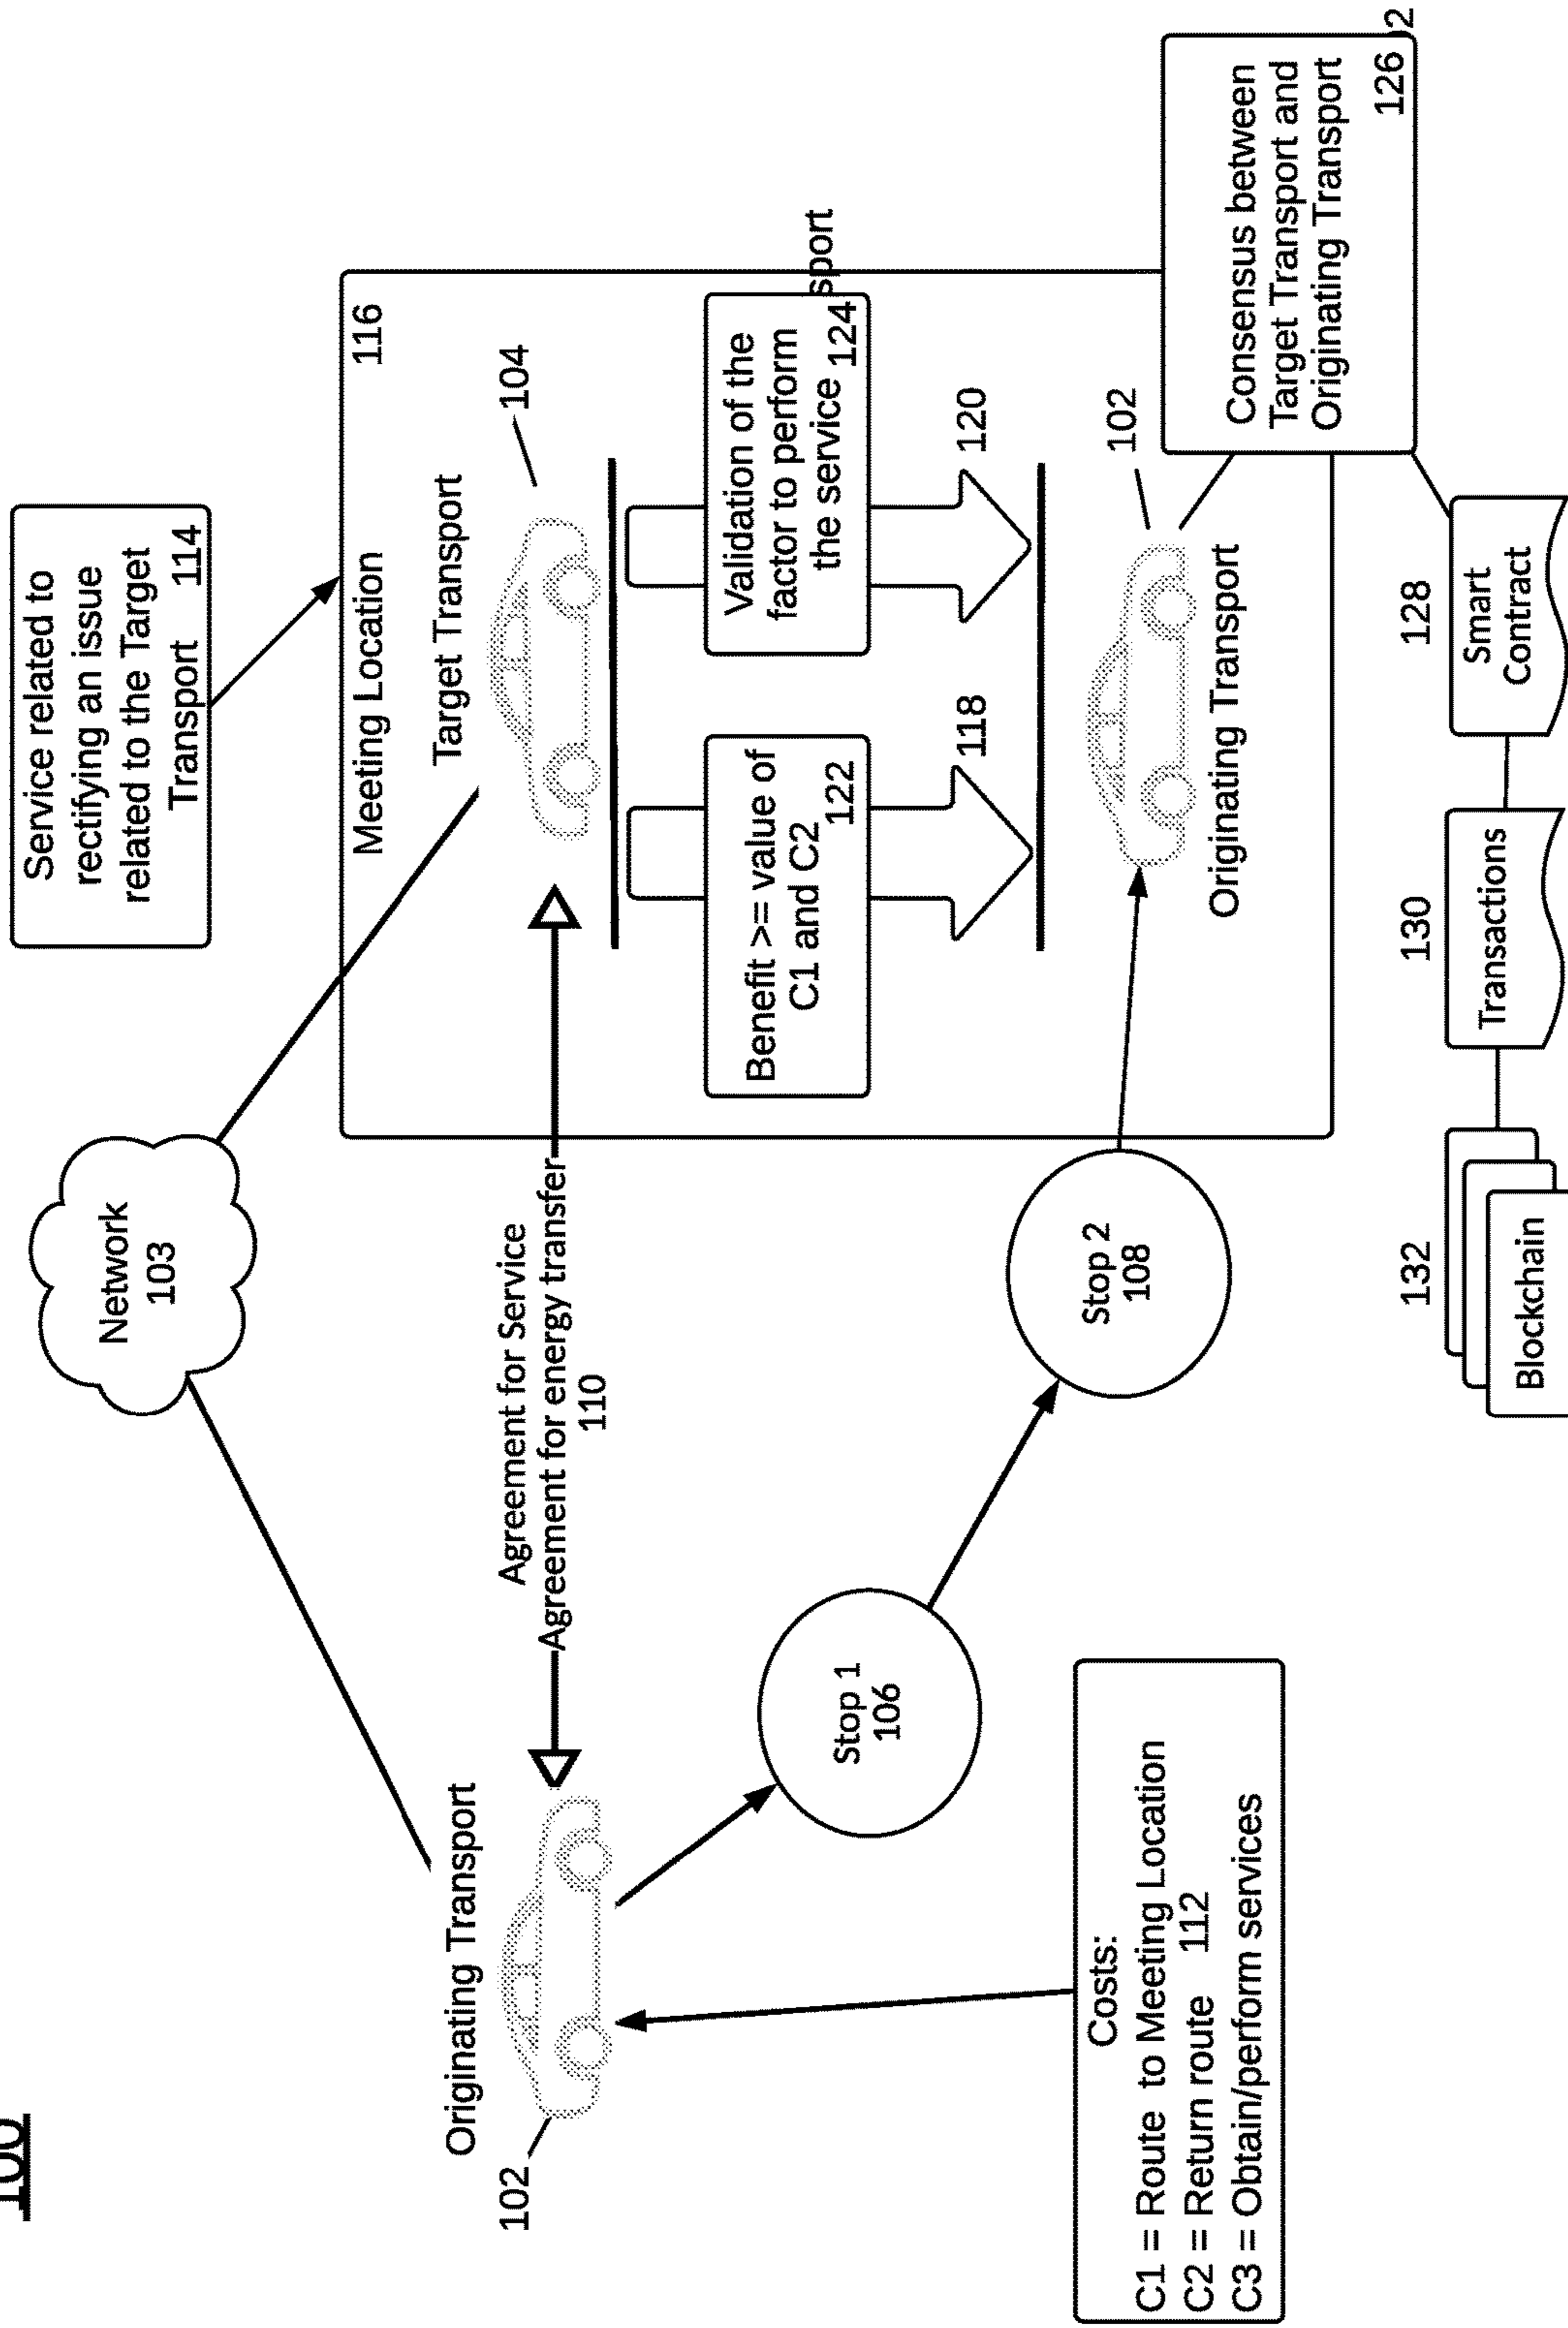 100
Network
103
Service related to
rectifying an issue
related to the Target
Transport 114
Originating Transport
102
Agreement for Service
Agreement for energy transfer
110
Meeting Location
116
Target Transport
104
Benefit >= value of
C1 and C2
122
Validation of the
factor to perform
the service
124
sport
118
120
Stop 1
106
Stop 2
108
102
Originating Transport
Costs:
C1 = Route to Meeting Location
C2 = Return route 112
C3 = Obtain/perform services
Consensus between
Target Transport and
Originating Transport
126
02
132
130
128
Blockchain
Transactions
Smart
Contract